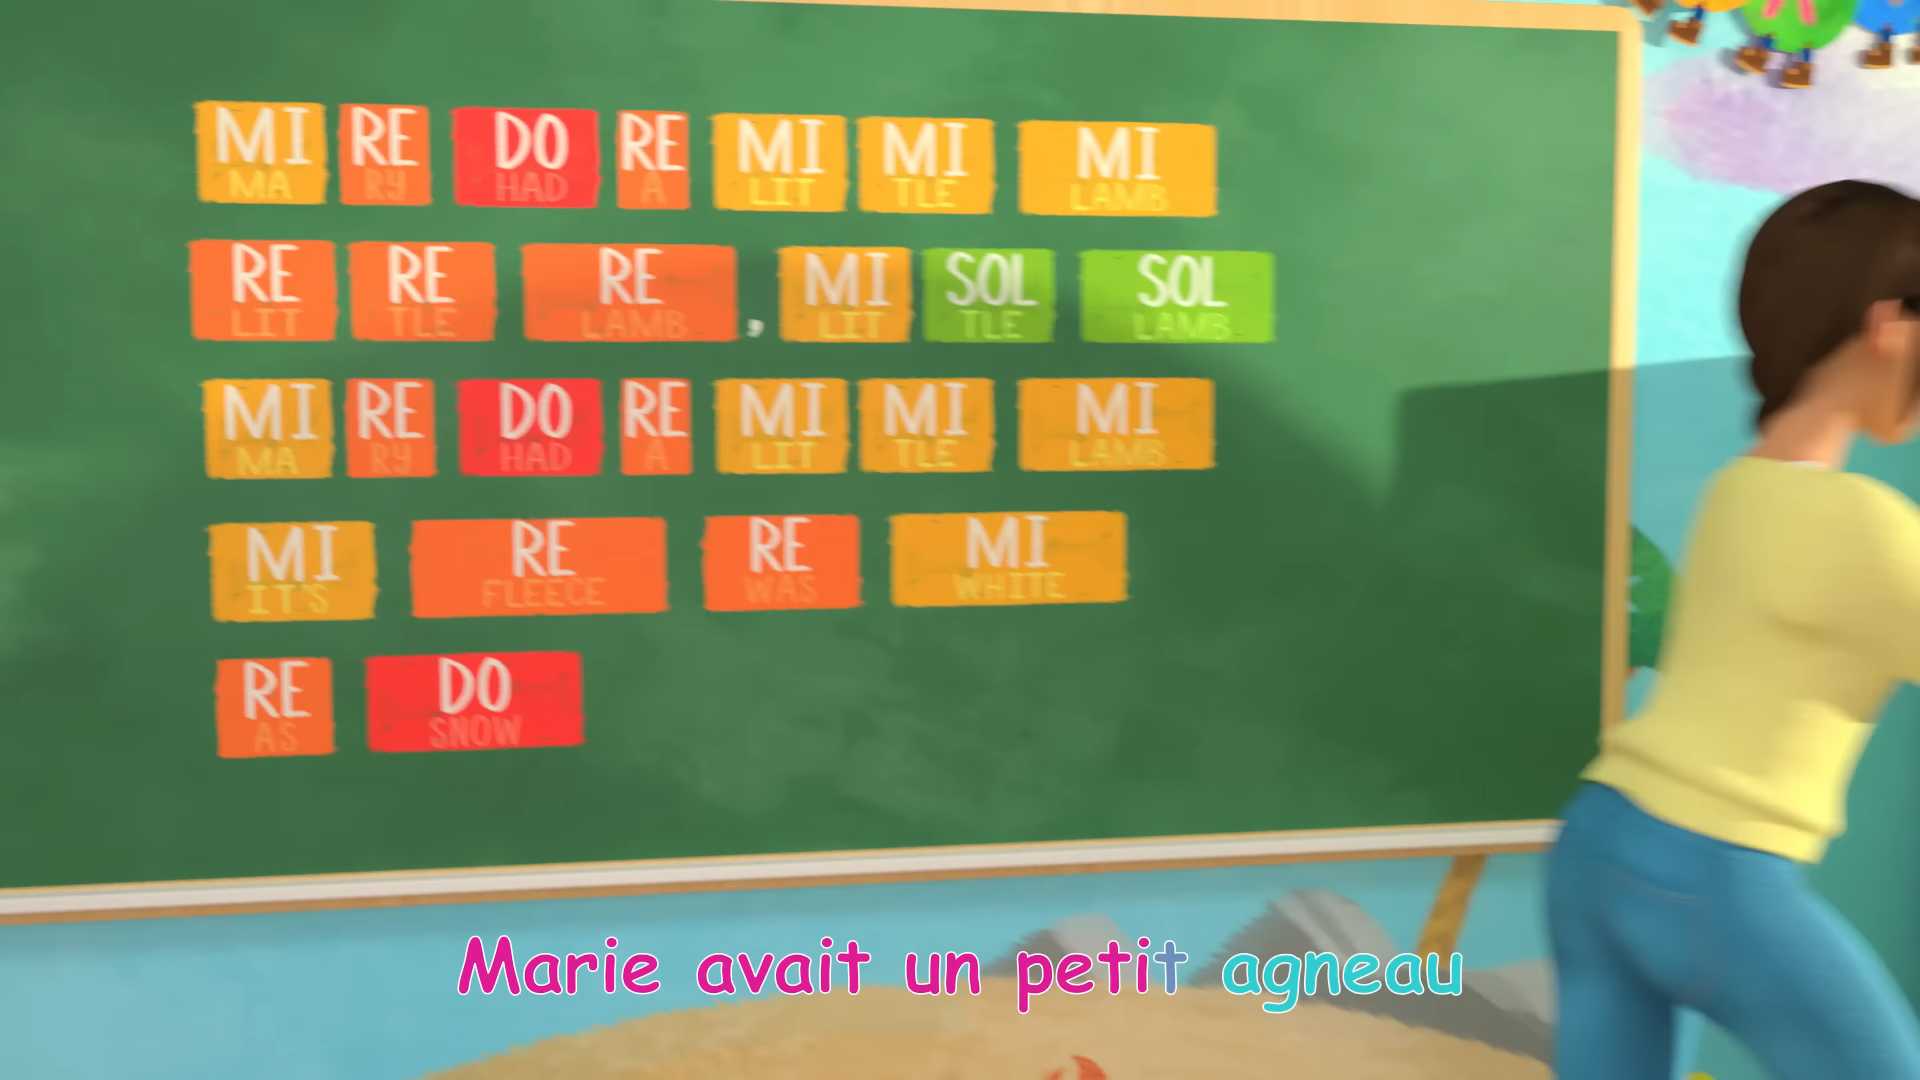 MI RE DO RE MI MI MI
MA RY HAD A LIT TLE LAMB
RE RE RE , MI SOL SOL
LIT TLE LAMB LIT TLE LAMB
MI RE DO RE MI MI MI
MA RY HAD A LIT TLE LAMB
MI RE RE MI
IT'S FLEECE WAS WHITE
RE DO
AS SNOW
Marie avait un petit agneau